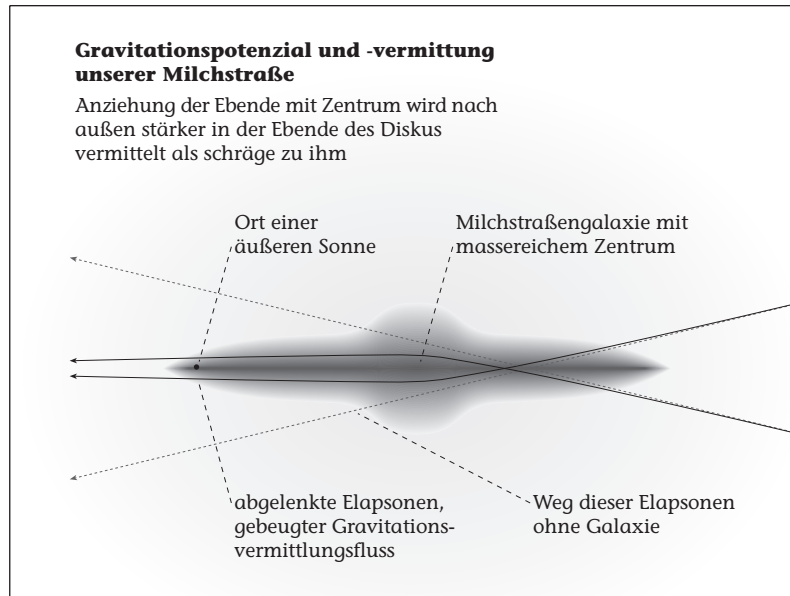 Gravitationspotenzial und -vermittung
unserer Milchstraße
Anziehung der Ebende mit Zentrum wird nach
außen stärker in der Ebende des Diskus
vermittelt als schräge zu ihm
Ort einer
äußeren Sonne
Milchstraßengalaxie mit
massereichem Zentrum
abgelenkte Elapsonen,
gebeugter Gravitations-
vermittlungsfluss
Weg dieser Elapsonen
ohne Galaxie